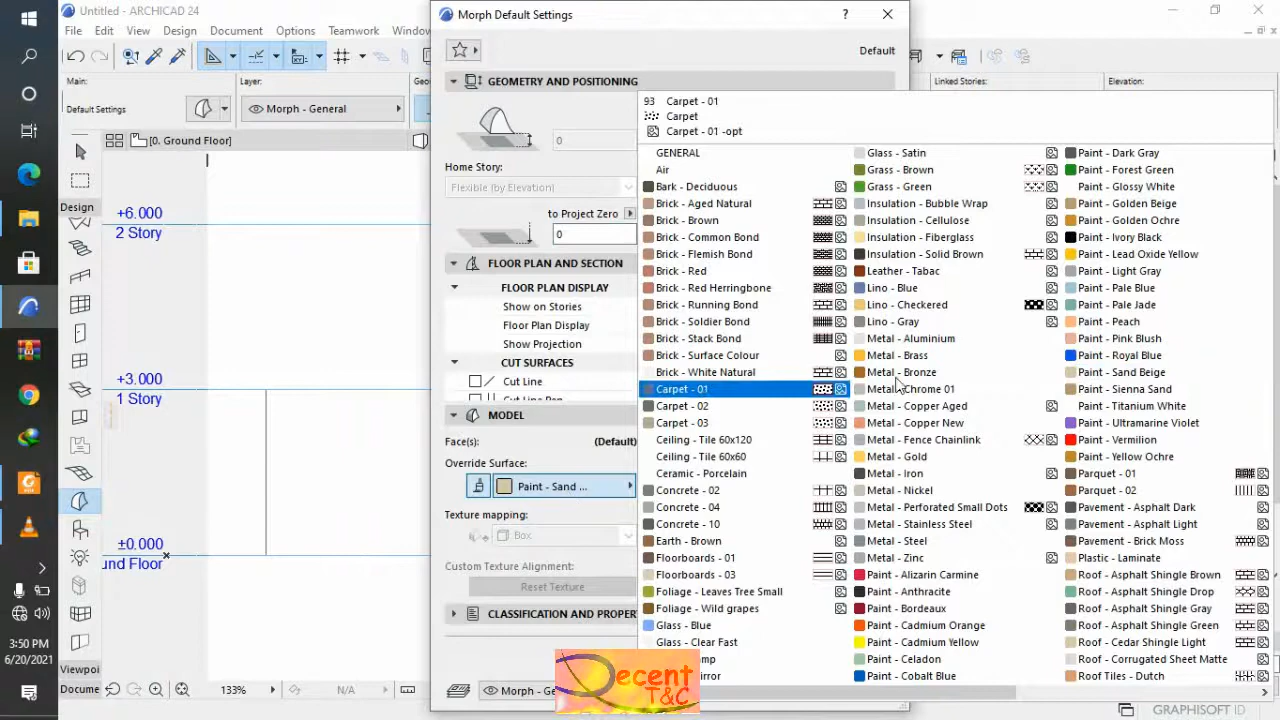 Untitled - ARCHICAD 24
File Edit View Design Document Options Teamwork Window
Main:
Default Settings
Layer:
Morph - General
Linked Stories:
Elevation:
[0. Ground Floor]
Design
+6.000
2 Story
+3.000
1 Story
±0.000
und Floor
Viewpoi
Docume
133%
N/A
GRAPHISOFT ID
3:50 PM
6/20/2021
Morph Default Settings
?
Default
GEOMETRY AND POSITIONING
0
Home Story:
Flexible (by Elevation)
to Project Zero
0
FLOOR PLAN AND SECTION
FLOOR PLAN DISPLAY
Show on Stories
Floor Plan Display
Show Projection
CUT SURFACES
Cut Line
MODEL
Face(s):
(Default)
Override Surface:
Paint - Sand ...
Texture mapping:
Box
Custom Texture Alignment:
Reset Texture
CLASSIFICATION AND PROPER
Morph - Ge
93 Carpet - 01
Carpet
Carpet - 01 -opt
GENERAL
Air
Bark - Deciduous
Brick - Aged Natural
Brick - Brown
Brick - Common Bond
Brick - Flemish Bond
Brick - Red
Brick - Red Herringbone
Brick - Running Bond
Brick - Soldier Bond
Brick - Stack Bond
Brick - Surface Colour
Brick - White Natural
Carpet - 01
Carpet - 02
Carpet - 03
Ceiling - Tile 60x120
Ceiling - Tile 60x60
Ceramic - Porcelain
Concrete - 02
Concrete - 04
Concrete - 10
Earth - Brown
Floorboards - 01
Floorboards - 03
Foliage - Leaves Tree Small
Foliage - Wild grapes
Glass - Blue
Glass - Clear Fast
Glass - Satin
Grass - Brown
Grass - Green
Insulation - Bubble Wrap
Insulation - Cellulose
Insulation - Fiberglass
Insulation - Solid Brown
Leather - Tabac
Lino - Blue
Lino - Checkered
Lino - Gray
Metal - Aluminium
Metal - Brass
Metal - Bronze
Metal - Chrome 01
Metal - Copper Aged
Metal - Copper New
Metal - Fence Chainlink
Metal - Gold
Metal - Iron
Metal - Nickel
Metal - Perforated Small Dots
Metal - Stainless Steel
Metal - Steel
Metal - Zinc
Paint - Alizarin Carmine
Paint - Anthracite
Paint - Bordeaux
Paint - Cadmium Orange
Paint - Cadmium Yellow
Paint - Celadon
Paint - Cobalt Blue
Paint - Dark Gray
Paint - Forest Green
Paint - Glossy White
Paint - Golden Beige
Paint - Golden Ochre
Paint - Ivory Black
Paint - Lead Oxide Yellow
Paint - Light Gray
Paint - Pale Blue
Paint - Pale Jade
Paint - Peach
Paint - Pink Blush
Paint - Royal Blue
Paint - Sand Beige
Paint - Sienna Sand
Paint - Titanium White
Paint - Ultramarine Violet
Paint - Vermilion
Paint - Yellow Ochre
Parquet - 01
Parquet - 02
Pavement - Asphalt Dark
Pavement - Asphalt Light
Pavement - Brick Moss
Plastic - Laminate
Roof - Asphalt Shingle Brown
Roof - Asphalt Shingle Drop
Roof - Asphalt Shingle Gray
Roof - Asphalt Shingle Green
Roof - Cedar Shingle Light
Roof - Corrugated Sheet Matte
Roof Tiles - Dutch
Decent
T&C